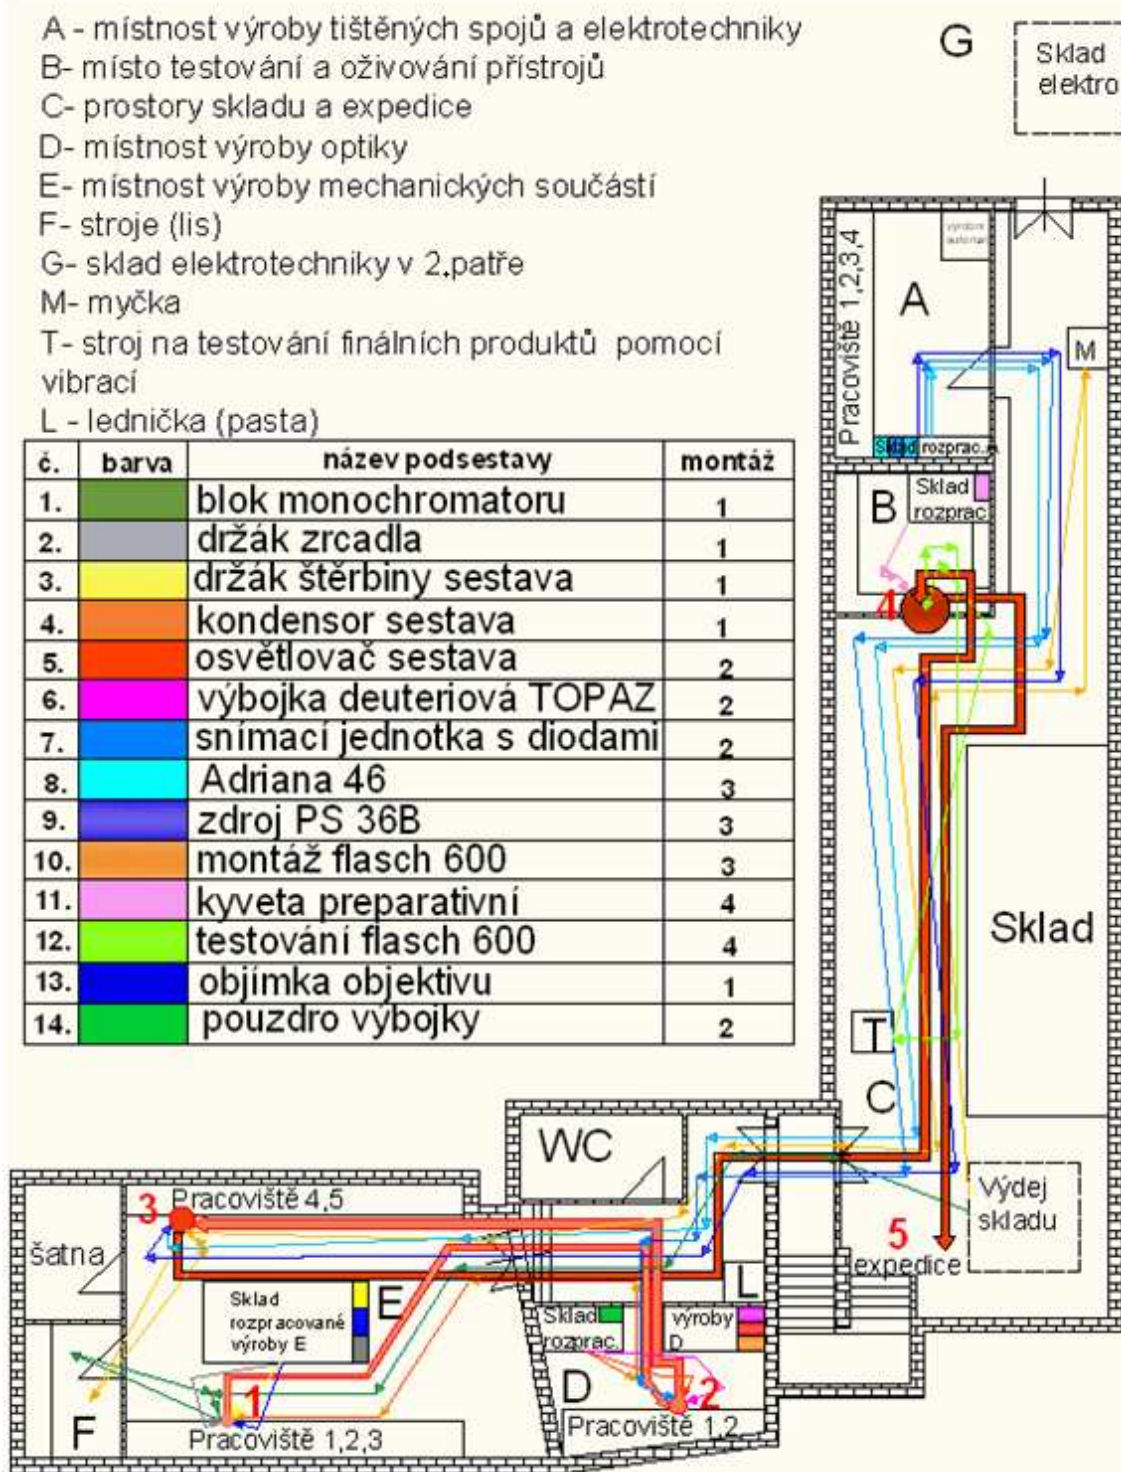 A - místnost výroby tištěných spojů a elektrotechniky
B- místo testování a oživování přístrojů
C- prostory skladu a expedice
D- místnost výroby optiky
E- místnost výroby mechanických součástí
F- stroje (lis)
G- sklad elektrotechniky v 2.patře
M- myčka
T- stroj na testování finálních produktů pomocí
vibrací
L - lednička (pasta)
G
Sklad
elektro
č. barva název podsestavy montáž
1. blok monochromatoru 1
2. držák zrcadla 1
3. držák štěrbiny sestava 1
4. kondensor sestava 1
5. osvětlovač sestava 2
6. výbojka deuteriová TOPAZ 2
7. snímací jednotka s diodami 2
8. Adriana 46 3
9. zdroj PS 36B 3
10. montáž flasch 600 3
11. kyveta preparativní 4
12. testování flasch 600 4
13. objímka objektivu 1
14. pouzdro výbojky 2
Pracoviště 1,2,3,4
A
M
Sklad rozprac. A
B
Sklad
rozprac.
4
Sklad
T
C
WC
Výdej
skladu
5
expedice
3
Pracoviště 4,5
šatna
E
Sklad
rozpracované
výroby E
L
Sklad
rozprac.
výroby
D
D
2
1
F
Pracoviště 1,2,3
Pracoviště 1,2